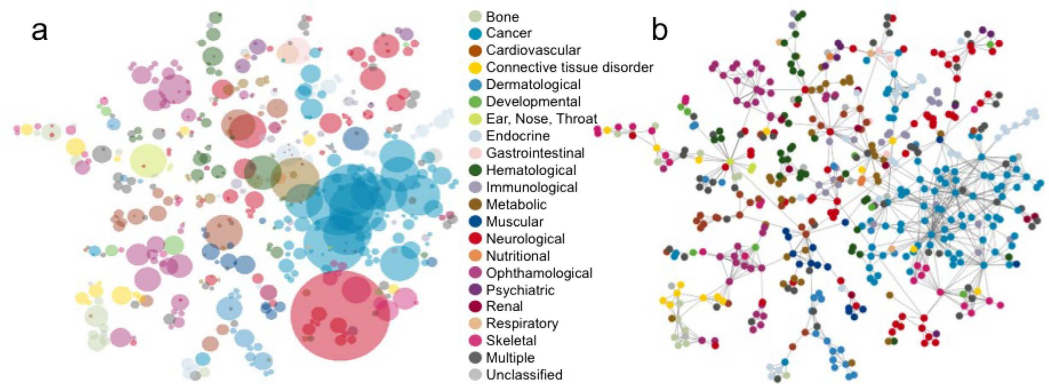 a
b
Bone
Cancer
Cardiovascular
Connective tissue disorder
Dermatological
Developmental
Ear, Nose, Throat
Endocrine
Gastrointestinal
Hematological
Immunological
Metabolic
Muscular
Neurological
Nutritional
Ophthamological
Psychiatric
Renal
Respiratory
Skeletal
Multiple
Unclassified